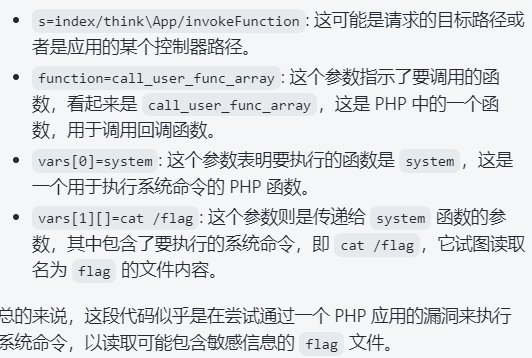 s=index/think\App/invokeFunction: 这可能是请求的目标路径或
者是应用的某个控制器路径。
function=call_user_func_array: 这个参数指示了要调用的函
数，看起来是 call_user_func_array，这是 PHP 中的一个函
数，用于调用回调函数。
vars[0]=system: 这个参数表明要执行的函数是 system，这是
一个用于执行系统命令的 PHP 函数。
vars[1][]=cat /flag: 这个参数则是传递给 system 函数的参
数，其中包含了要执行的系统命令，即 cat /flag，它试图读取
名为 flag 的文件内容。
总的来说，这段代码似乎是在尝试通过一个 PHP 应用的漏洞来执行
系统命令，以读取可能包含敏感信息的 flag 文件。